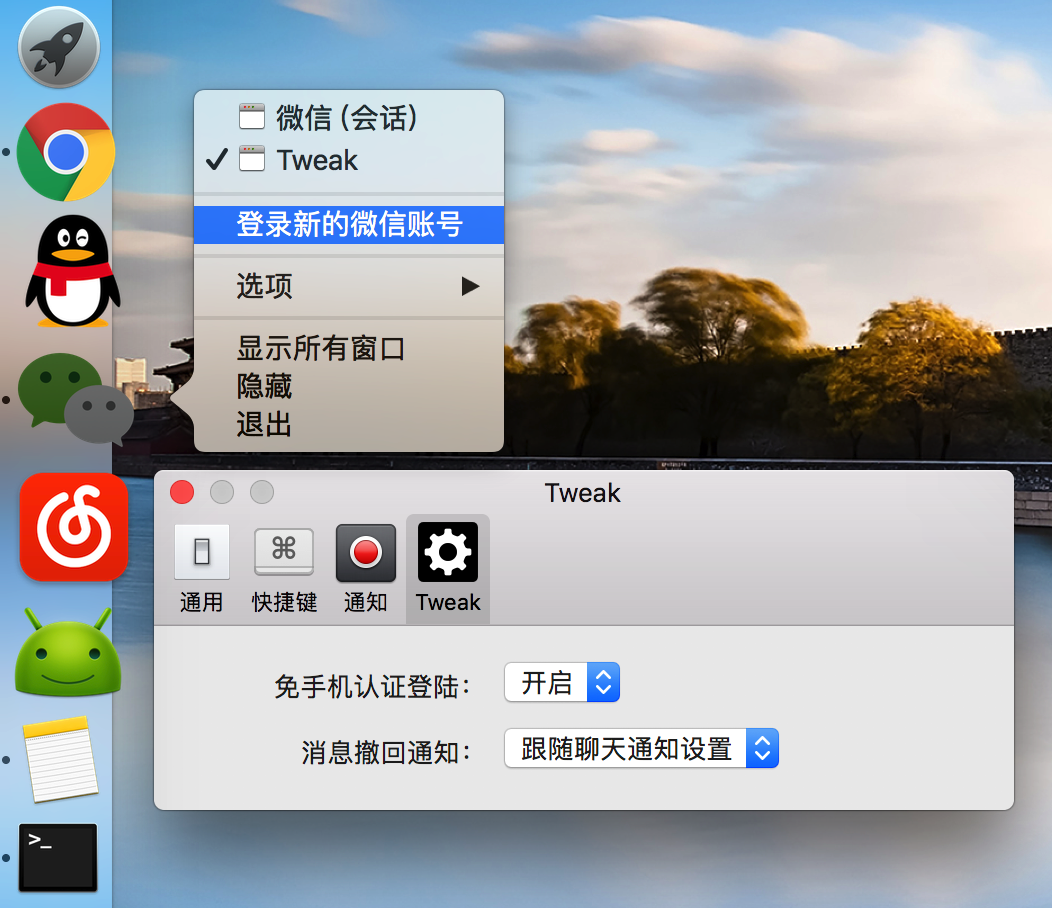 微信 (会话)
Tweak
登录新的微信账号
选项
显示所有窗口
隐藏
退出
Tweak
通用
快捷键
通知
Tweak
免手机认证登陆：
开启
消息撤回通知：
跟随聊天通知设置
>_